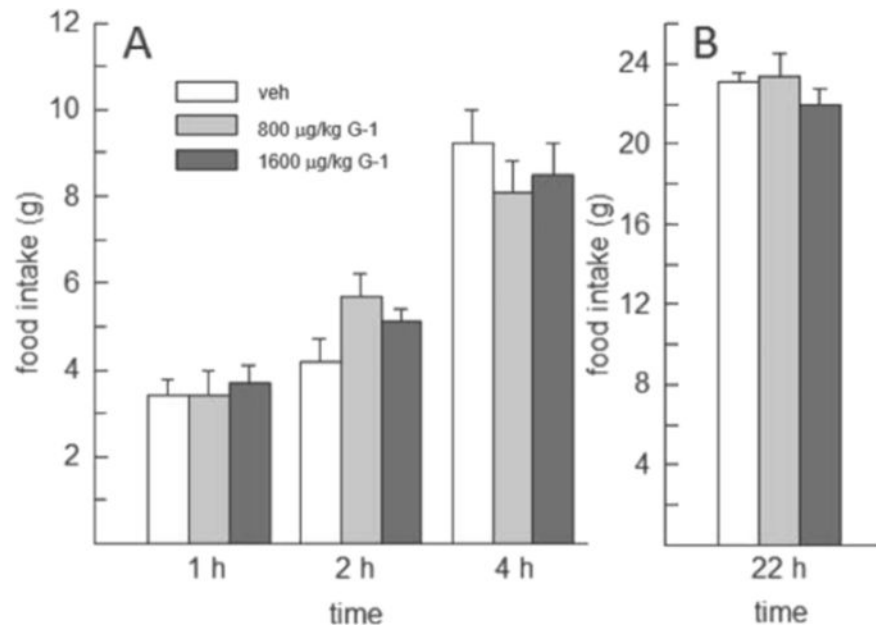 A
B
veh
800 µg/kg G-1
1600 µg/kg G-1
food intake (g)
12
10
8
6
4
2
1 h
2 h
4 h
time
food intake (g)
24
20
16
12
8
4
22 h
time